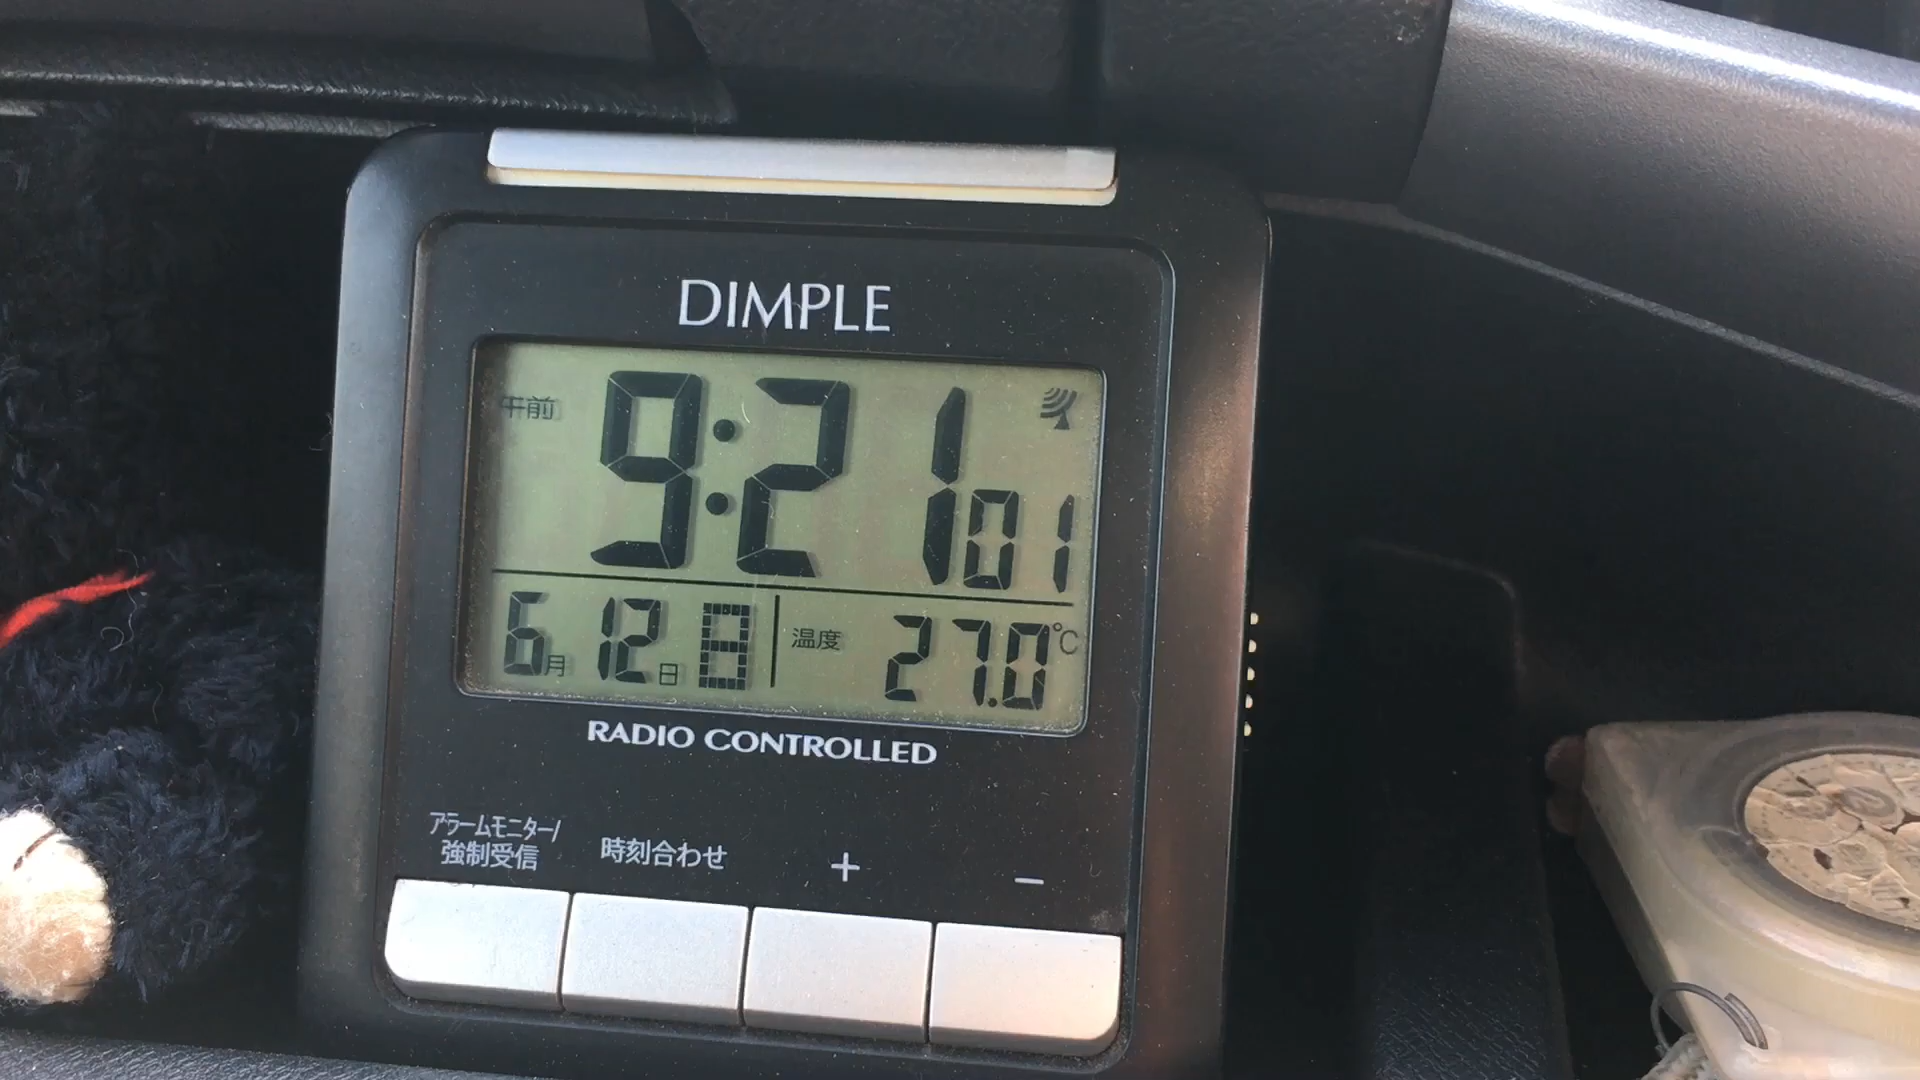 DIMPLE
午前 9:21 01
6月 12日 日 温度 27.0℃
RADIO CONTROLLED
アラームモニター/
強制受信
時刻合わせ
+
−